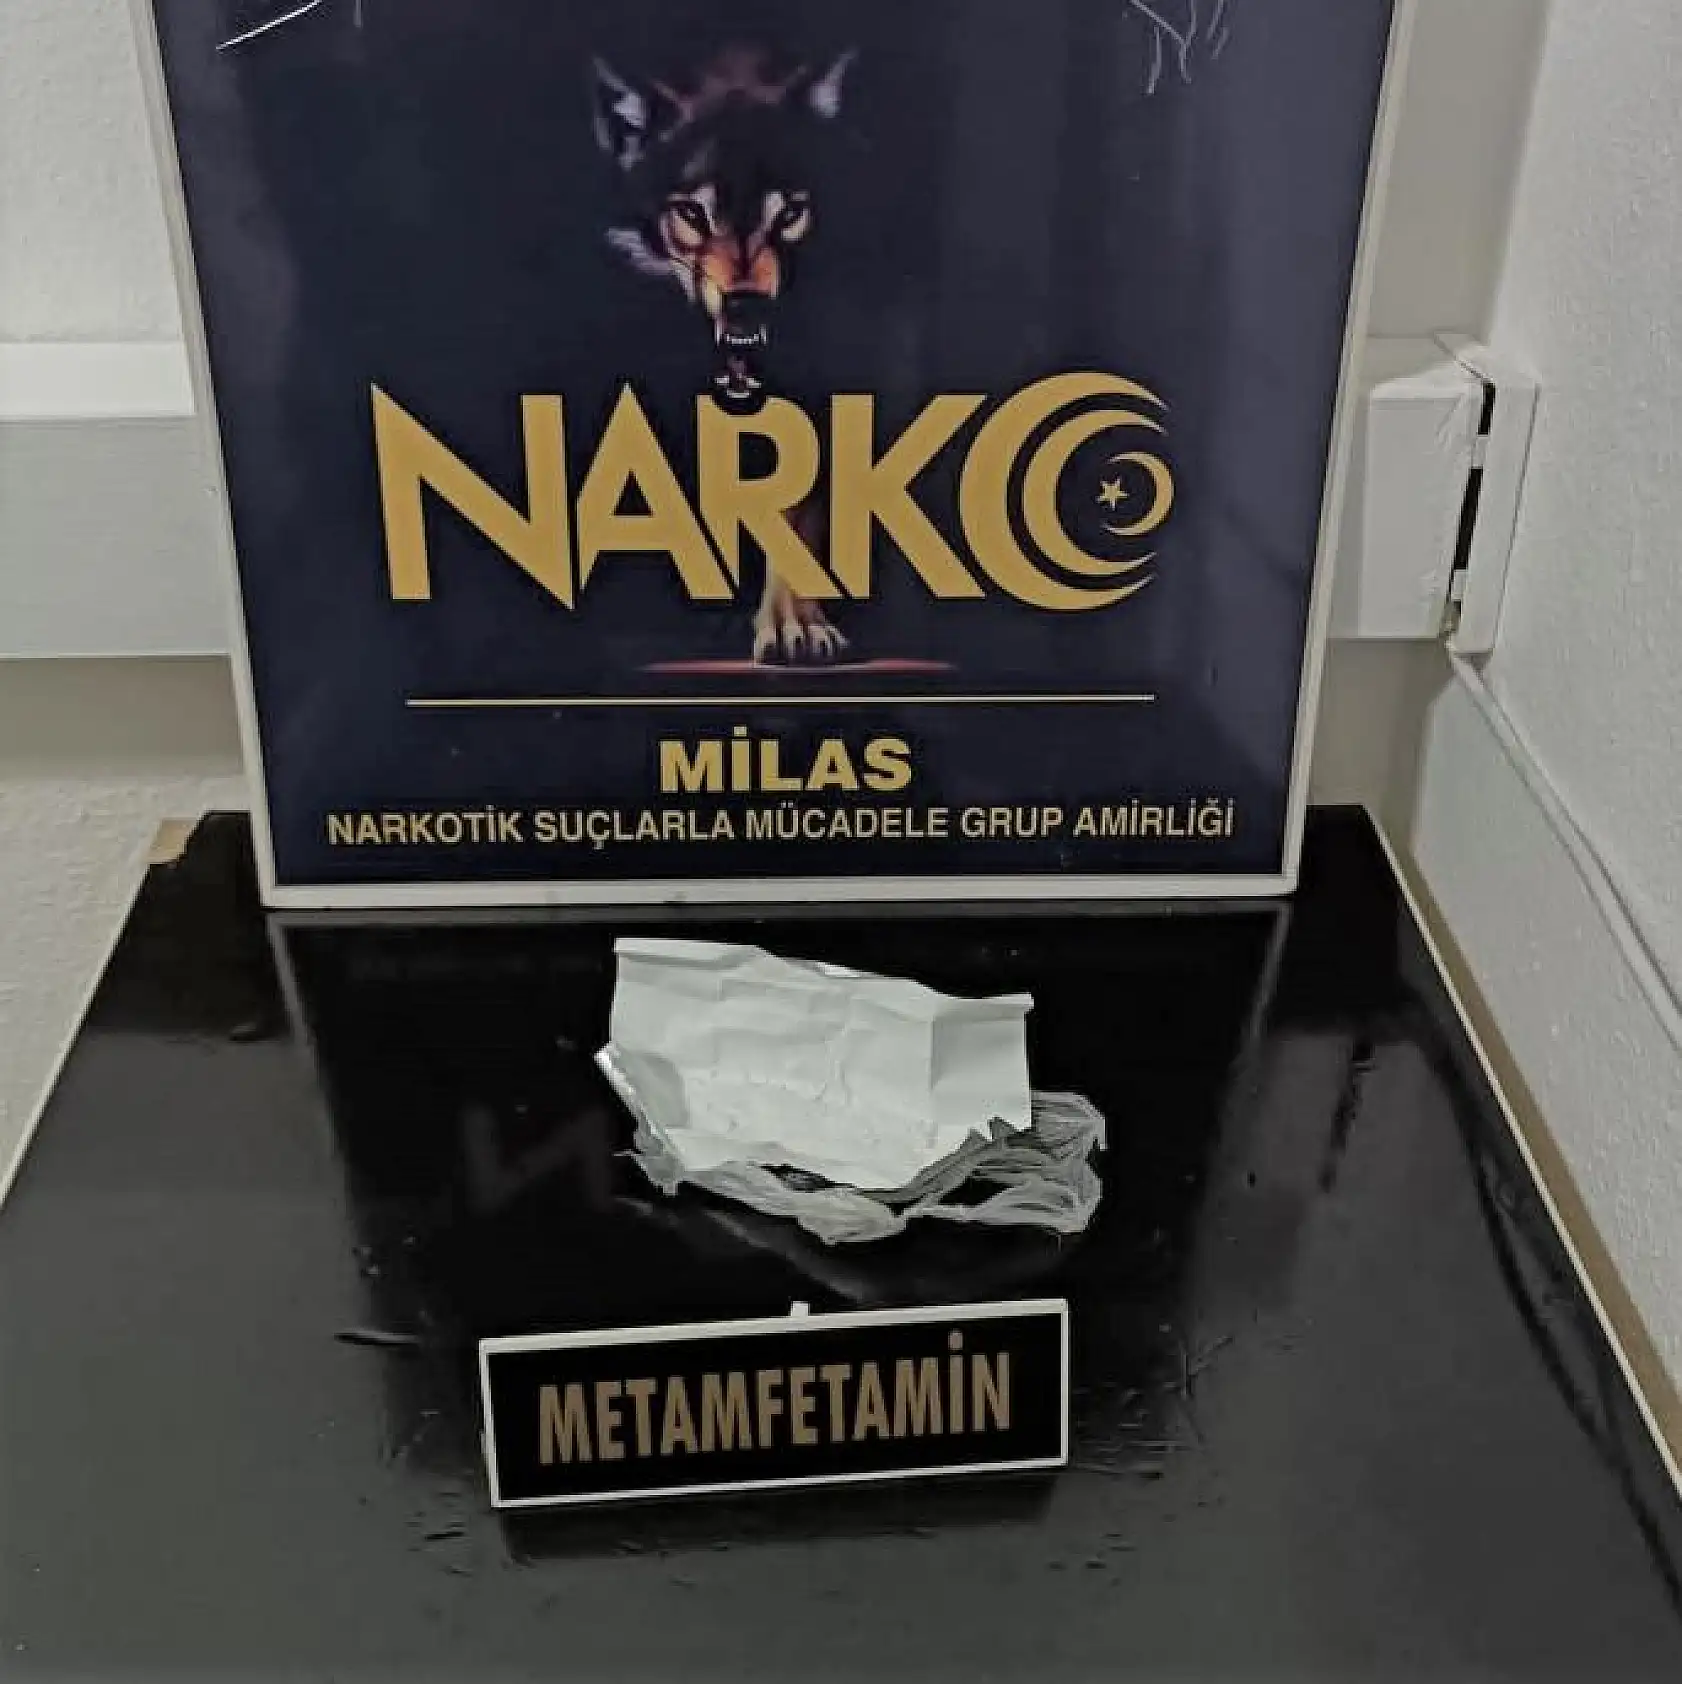 NARKO
MİLAS
NARKOTİK SUÇLARLA MÜCADELE GRUP AMİRLİĞİ
METAMFETAMİN